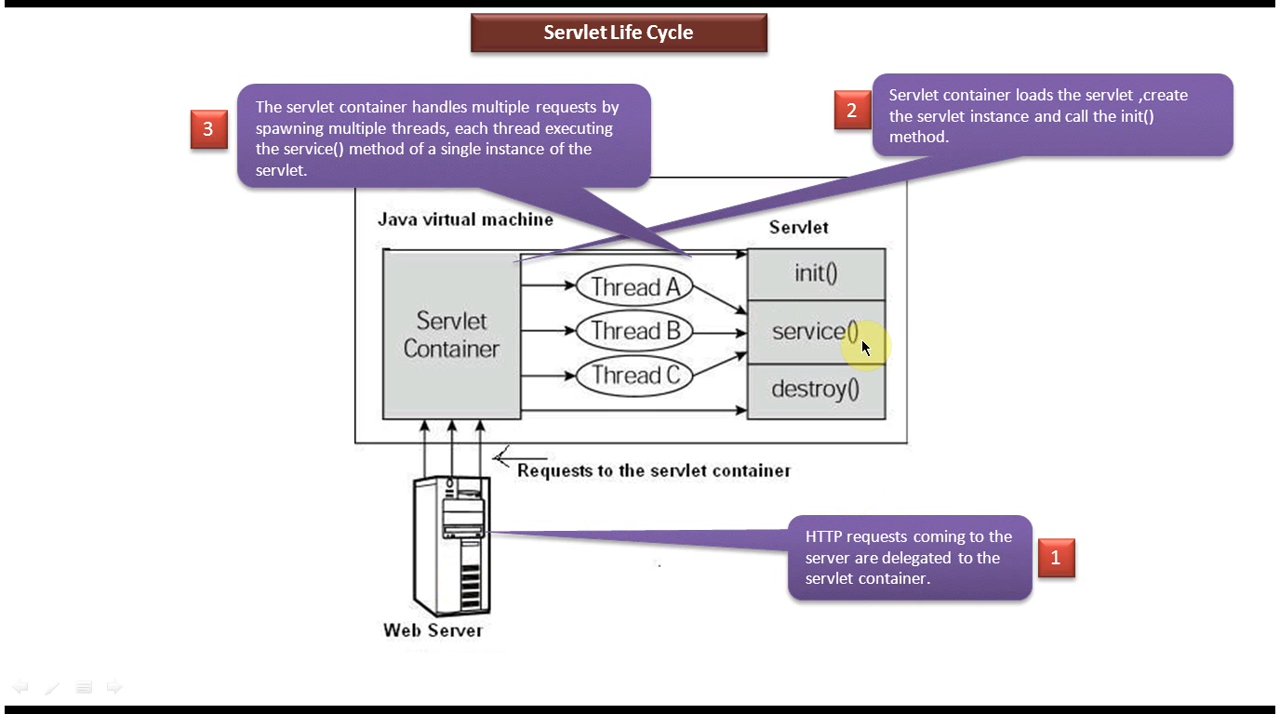 Servlet Life Cycle
3
The servlet container handles multiple requests by
spawning multiple threads, each thread executing
the service() method of a single instance of the
servlet.
2
Servlet container loads the servlet ,create
the servlet instance and call the init()
method.
Java virtual machine
Servlet
Servlet
Container
Thread A
Thread B
Thread C
init()
service()
destroy()
Requests to the servlet container
HTTP requests coming to the
server are delegated to the
servlet container.
1
Web Server